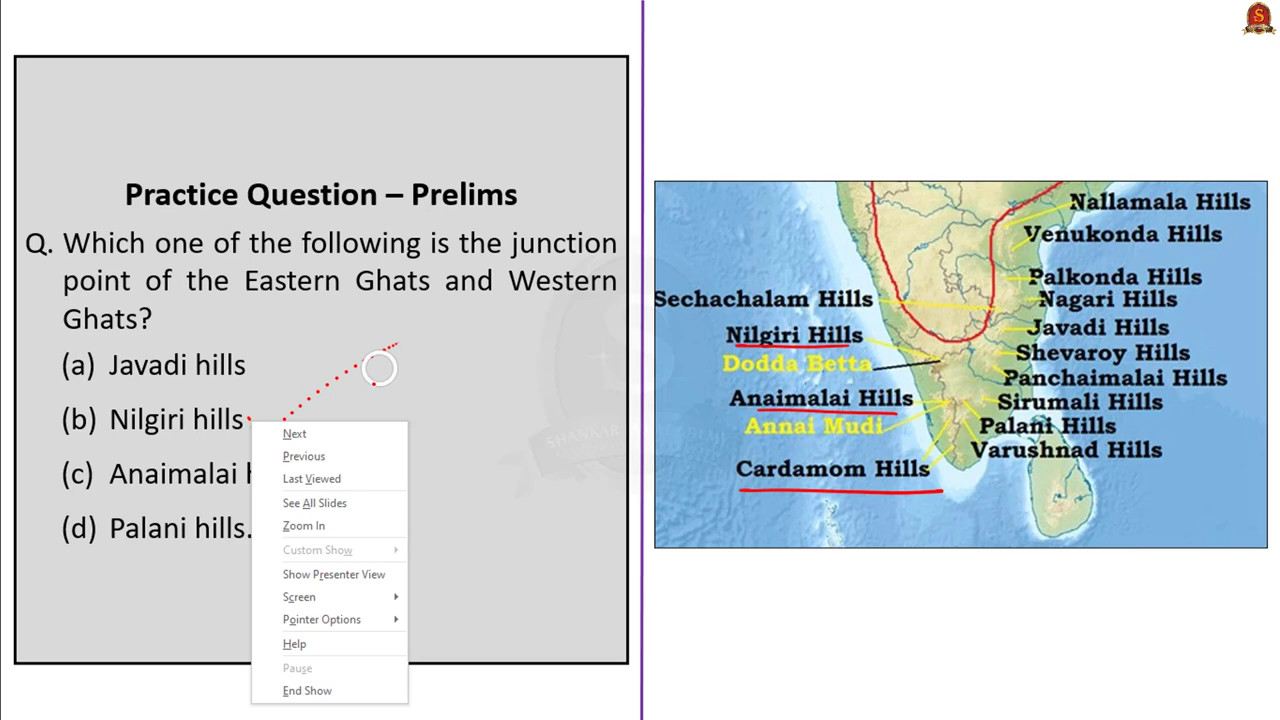 Practice Question – Prelims
Q. Which one of the following is the junction
point of the Eastern Ghats and Western
Ghats?
(a) Javadi hills
(b) Nilgiri hills
(c) Anaimalai h
(d) Palani hills.
Next
Previous
Last Viewed
See All Slides
Zoom In
Custom Show
Show Presenter View
Screen
Pointer Options
Help
Pause
End Show
Nallamala Hills
Venukonda Hills
Palkonda Hills
Sechachalam Hills
Nagari Hills
Javadi Hills
Nilgiri Hills
Shevaroy Hills
Dodda Betta
Panchaimalai Hills
Anaimalai Hills
Sirumali Hills
Annai Mudi
Palani Hills
Varushnad Hills
Cardamom Hills